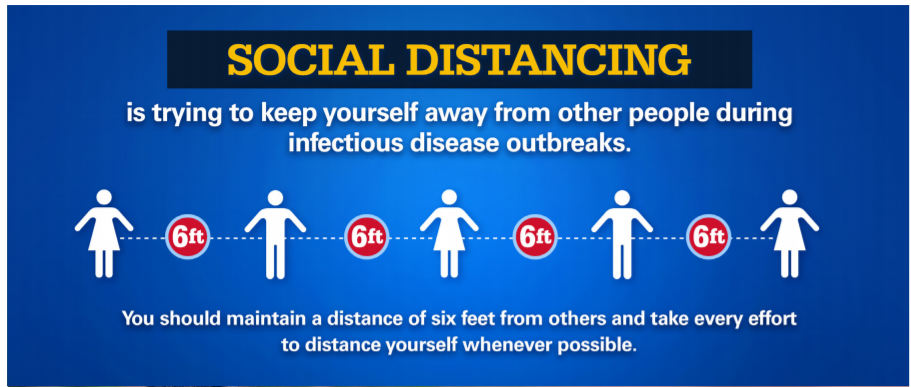 SOCIAL DISTANCING
is trying to keep yourself away from other people during
infectious disease outbreaks.
6ft 6ft 6ft 6ft
You should maintain a distance of six feet from others and take every effort
to distance yourself whenever possible.